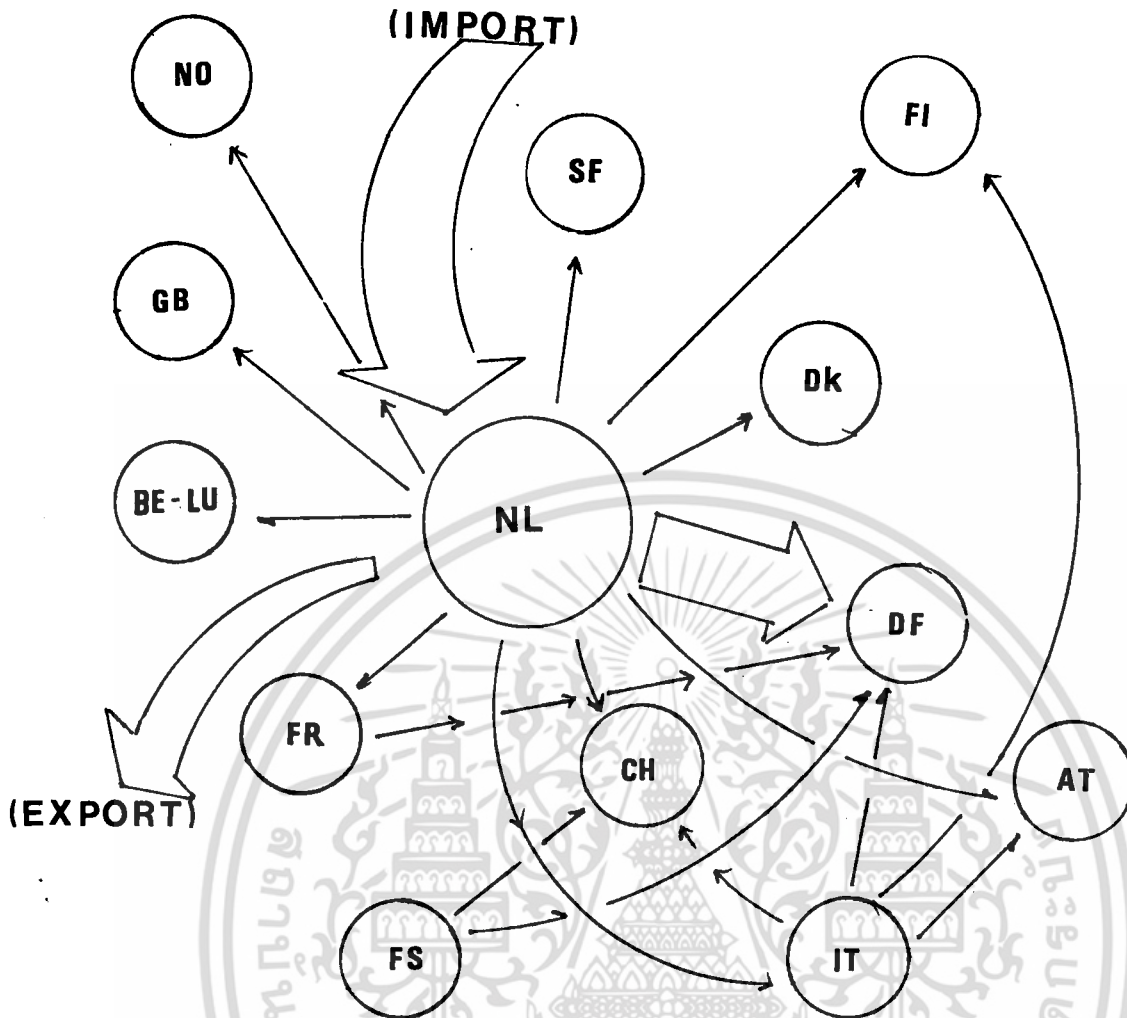 (IMPORT)
NO
FI
SF
GB
Dk
BE-LU
NL
DF
FR
CH
AT
(EXPORT)
FS
IT